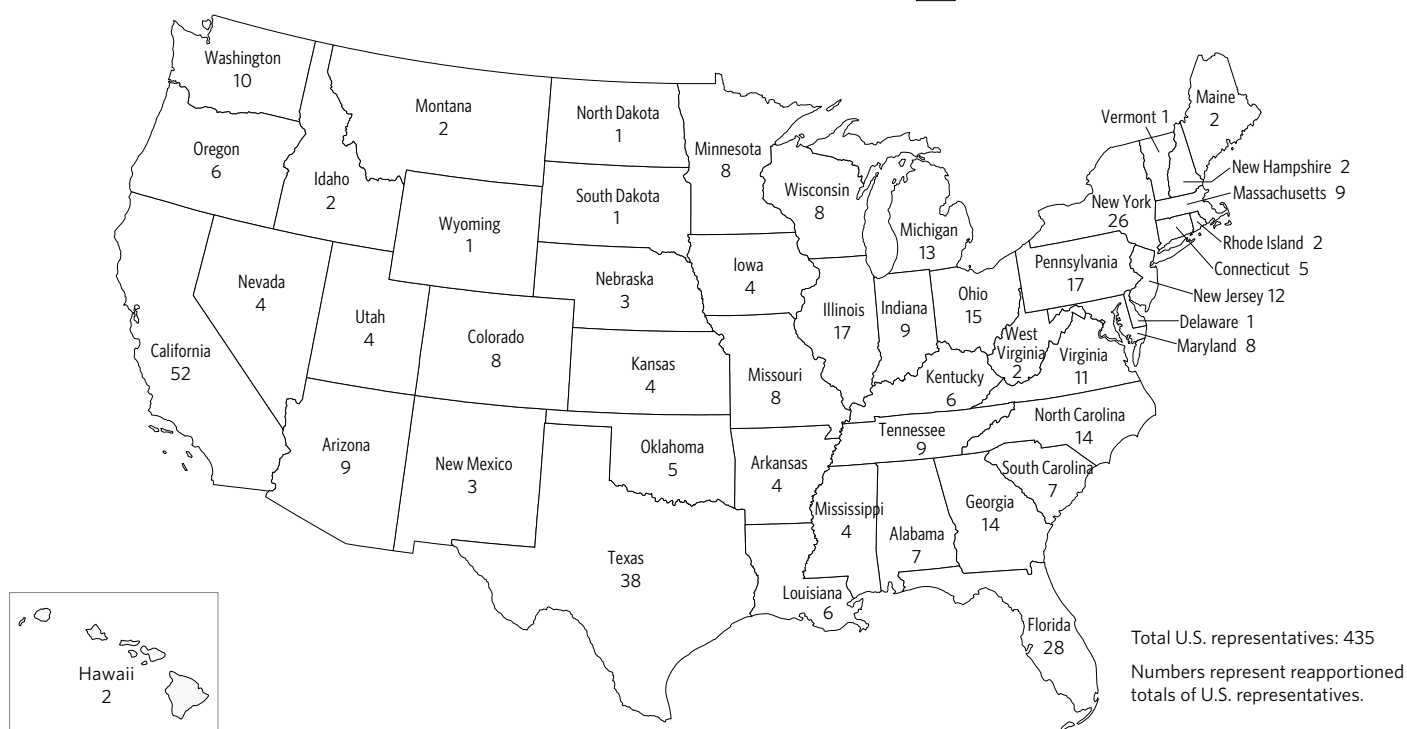 Washington
10
Oregon
6
California
52
Nevada
4
Idaho
2
Montana
2
Wyoming
1
Utah
4
Colorado
8
Arizona
9
New Mexico
3
North Dakota
1
South Dakota
1
Nebraska
3
Kansas
4
Oklahoma
5
Texas
38
Minnesota
8
Iowa
4
Missouri
8
Arkansas
4
Louisiana
6
Wisconsin
8
Illinois
17
Michigan
13
Indiana
9
Ohio
15
Kentucky
6
Tennessee
9
Mississippi
4
Alabama
7
Georgia
14
Florida
28
South Carolina
7
North Carolina
14
Virginia
11
West
Virginia
2
Pennsylvania
17
New York
26
Vermont 1
Maine
2
New Hampshire 2
Massachusetts 9
Rhode Island 2
Connecticut 5
New Jersey 12
Delaware 1
Maryland 8
Hawaii
2
Total U.S. representatives: 435
Numbers represent reapportioned
totals of U.S. representatives.